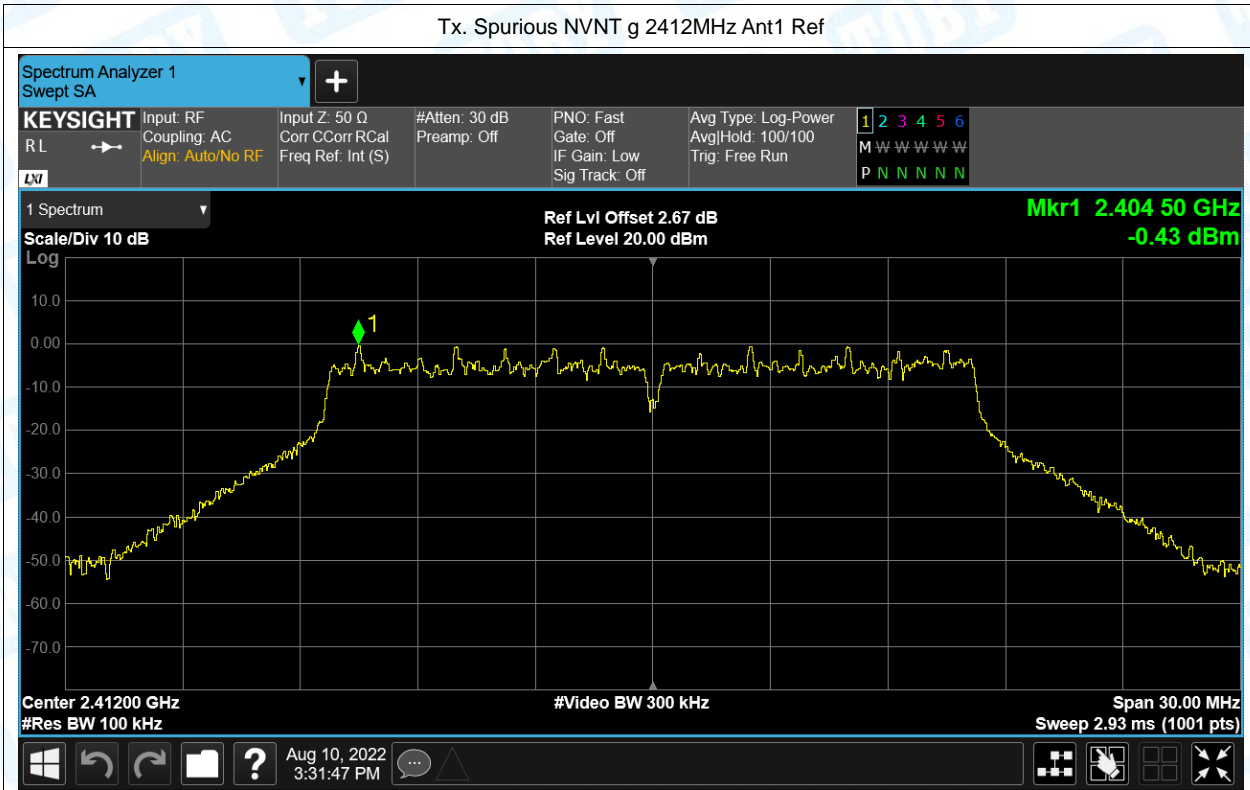 Tx. Spurious NVNT g 2412MHz Ant1 Ref
Spectrum Analyzer 1
Swept SA
KEYSIGHT
R L
LXI
Input: RF
Coupling: AC
Align: Auto/No RF
Input Z: 50 Ω
Corr CCorr RCal
Freq Ref: Int (S)
#Atten: 30 dB
Preamp: Off
PNO: Fast
Gate: Off
IF Gain: Low
Sig Track: Off
Avg Type: Log-Power
Avg|Hold: 100/100
Trig: Free Run
1 2 3 4 5 6
M W W W W W
P N N N N N
1 Spectrum
Scale/Div 10 dB
Log
Ref Lvl Offset 2.67 dB
Ref Level 20.00 dBm
Mkr1 2.404 50 GHz
-0.43 dBm
1
10.0
0.00
-10.0
-20.0
-30.0
-40.0
-50.0
-60.0
-70.0
Center 2.41200 GHz
#Res BW 100 kHz
#Video BW 300 kHz
Span 30.00 MHz
Sweep 2.93 ms (1001 pts)
?
Aug 10, 2022
3:31:47 PM